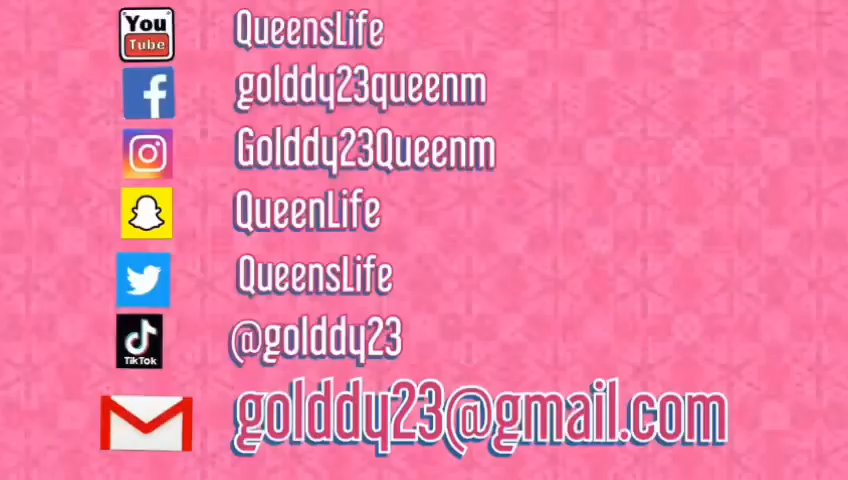 You
Tube
QueensLife
golddy23queenm
Golddy23Queenm
QueenLife
QueensLife
TikTok
@golddy23
golddy23@gmail.com